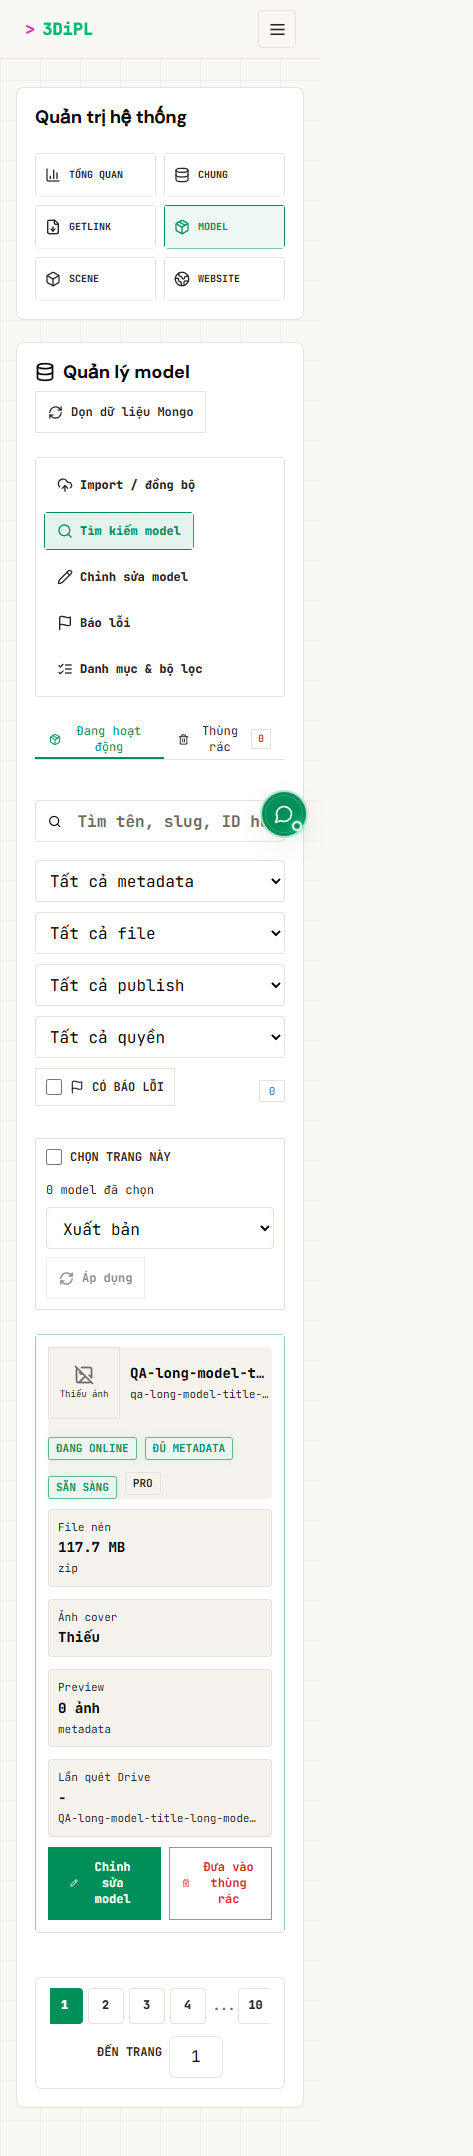 > 3DiPL
Quản trị hệ thống
TỔNG QUAN
CHUNG
GETLINK
MODEL
SCENE
WEBSITE
Quản lý model
Dọn dữ liệu Mongo
Import / đồng bộ
Tìm kiếm model
Chỉnh sửa model
Báo lỗi
Danh mục & bộ lọc
Đang hoạt
động
Thùng
rác
0
Tìm tên, slug, ID h
Tất cả metadata
Tất cả file
Tất cả publish
Tất cả quyền
CÓ BÁO LỖI
0
CHỌN TRANG NÀY
0 model đã chọn
Xuất bản
Áp dụng
Thiếu ảnh
QA-long-model-t…
qa-long-model-title-…
ĐANG ONLINE
ĐỦ METADATA
SẴN SÀNG
PRO
File nén
117.7 MB
zip
Ảnh cover
Thiếu
Preview
0 ảnh
metadata
Lần quét Drive
-
QA-long-model-title-long-mode…
Chỉnh
sửa
model
Đưa vào
thùng
rác
1 2 3 4 ... 10
ĐẾN TRANG 1